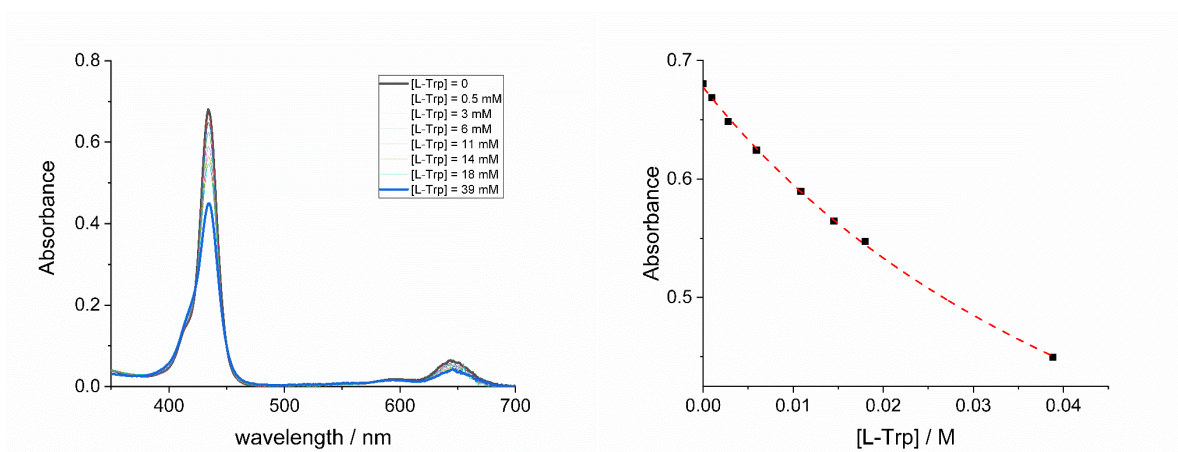 0.8
0.6
0.4
0.2
0.0
Absorbance
400
500
600
700
wavelength / nm
[L-Trp] = 0
[L-Trp] = 0.5 mM
[L-Trp] = 3 mM
[L-Trp] = 6 mM
[L-Trp] = 11 mM
[L-Trp] = 14 mM
[L-Trp] = 18 mM
[L-Trp] = 39 mM
0.7
0.6
0.5
Absorbance
0.00
0.01
0.02
0.03
0.04
[L-Trp] / M